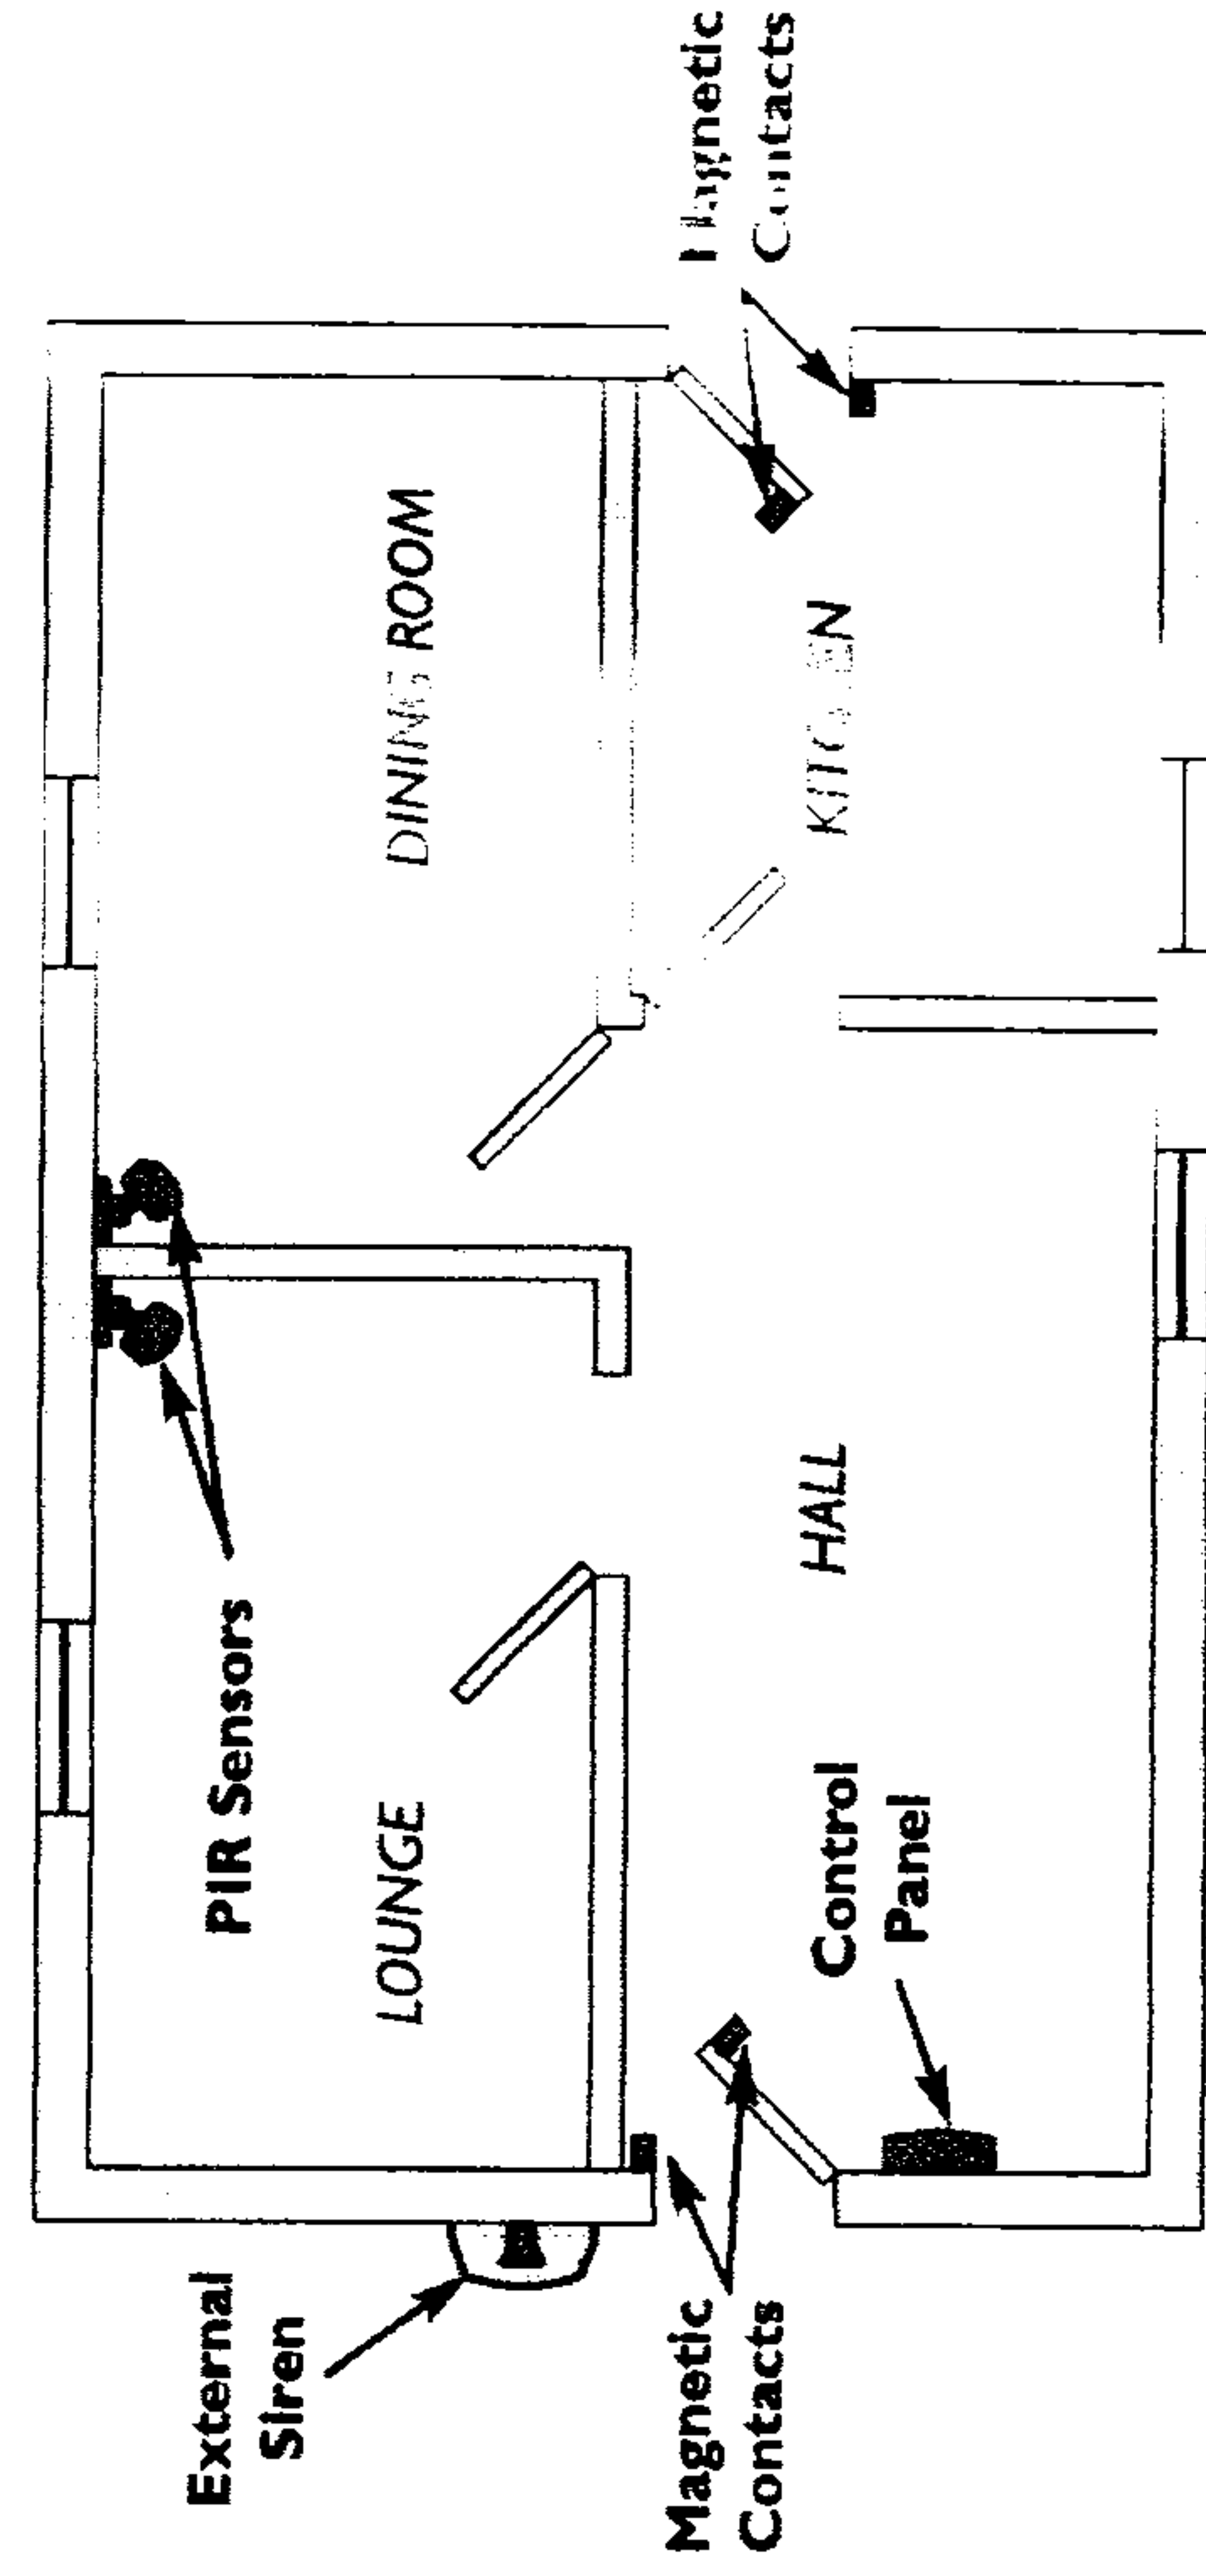 External
Siren
PIR Sensors
LOUNGE
DINING ROOM
Magnetic
Contacts
Control
Panel
HALL
Contacts